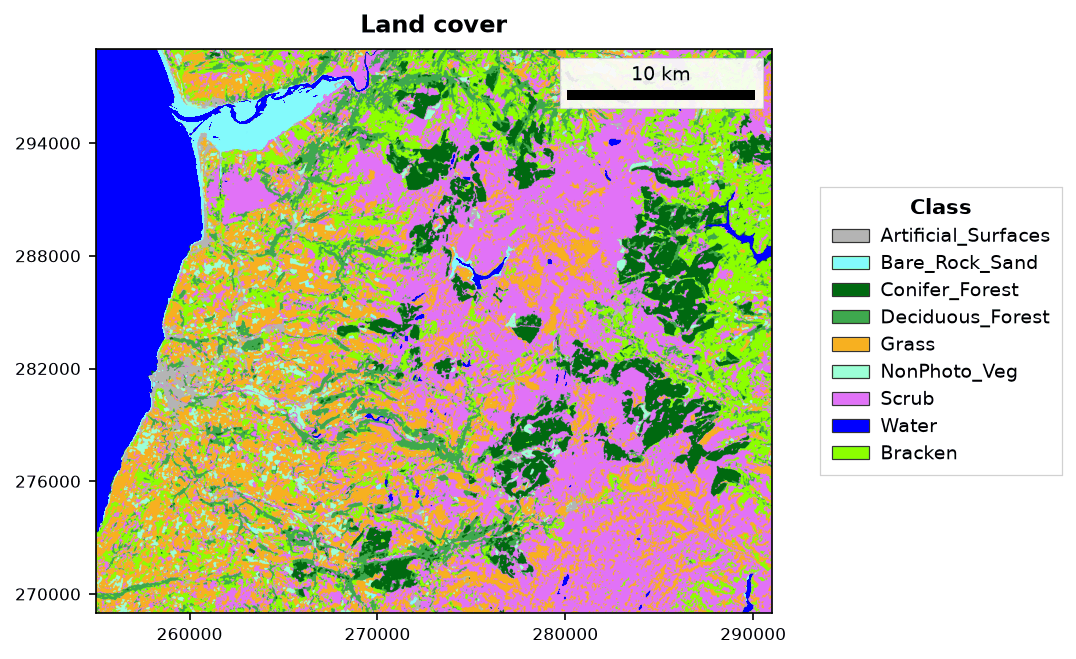 Land cover
10 km
294000
288000
282000
276000
270000
260000
270000
280000
290000
Class
Artificial_Surfaces
Bare_Rock_Sand
Conifer_Forest
Deciduous_Forest
Grass
NonPhoto_Veg
Scrub
Water
Bracken